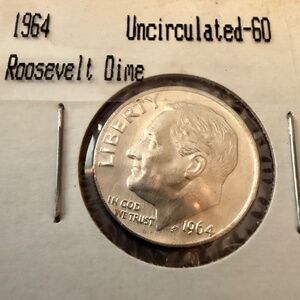 1964 Uncirculated-60
Roosevelt Dime
LIBERTY
IN GOD
WE TRUST
1964